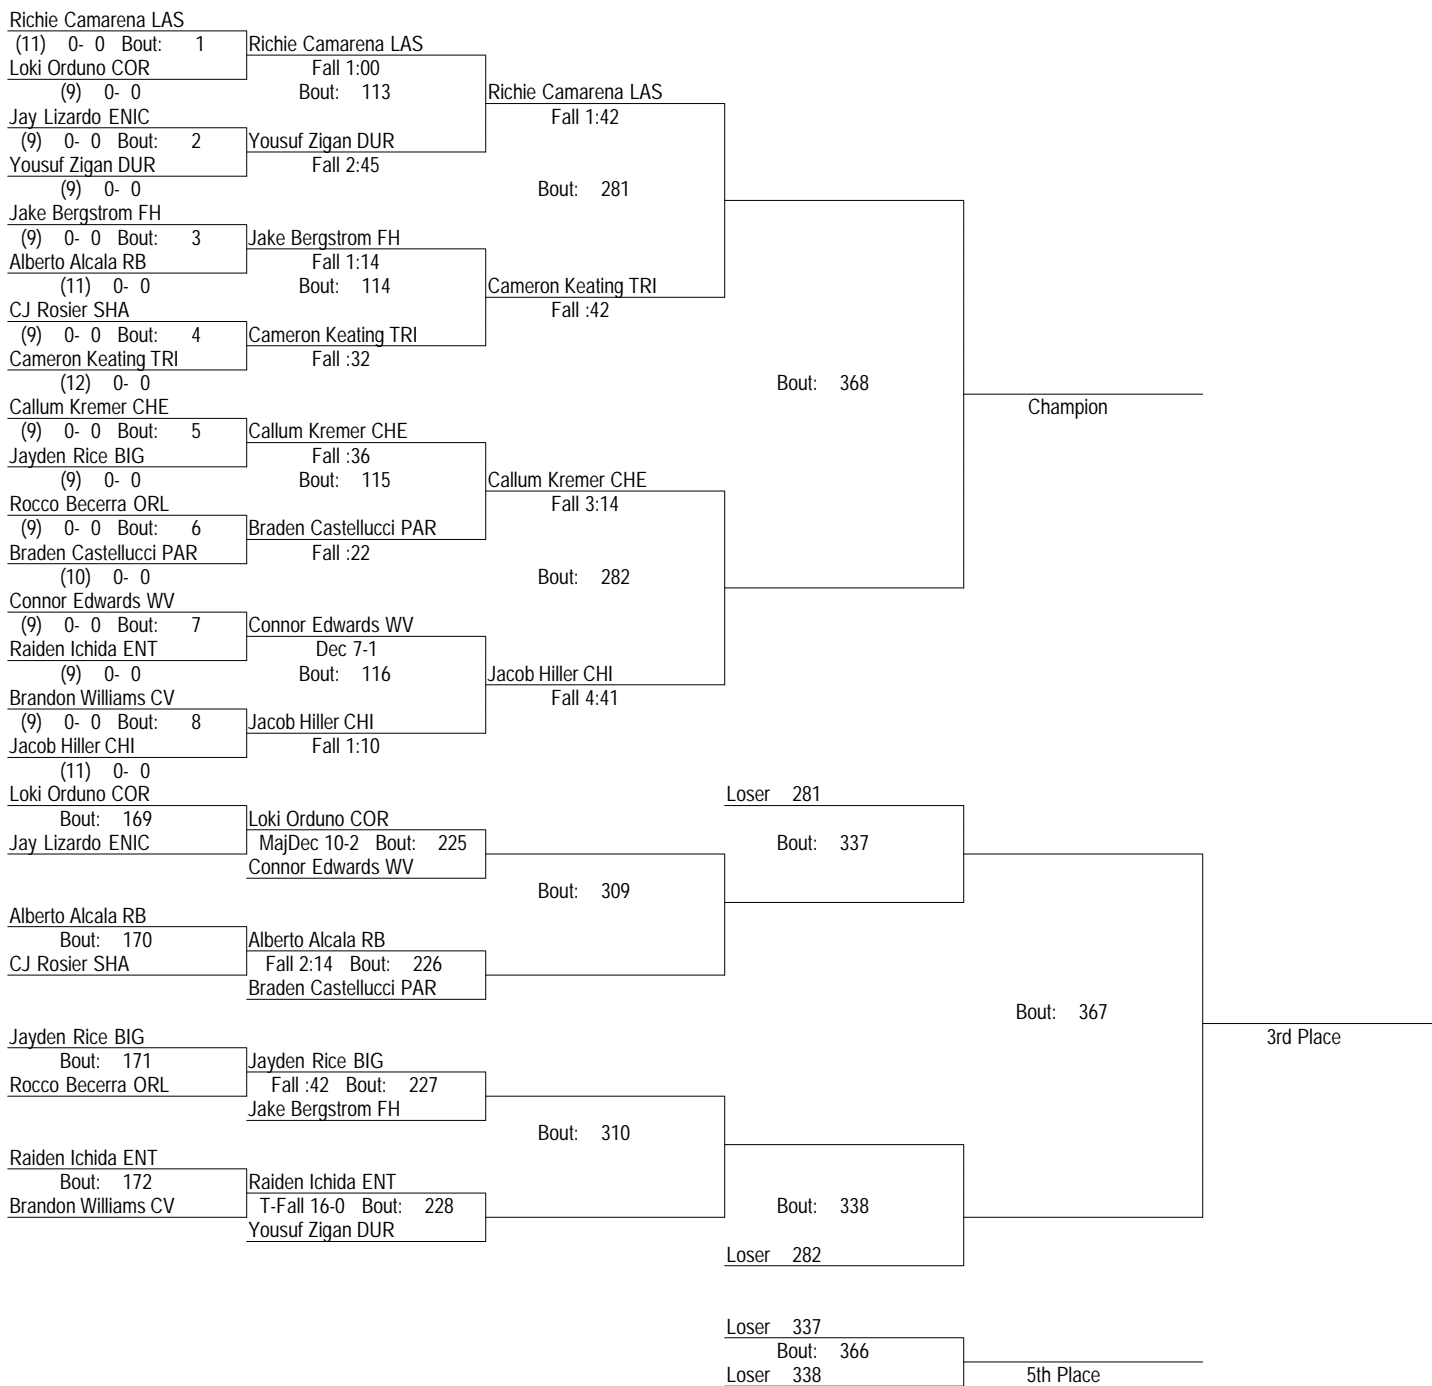 Richie Camarena LAS
(11) 0- 0 Bout: 1 Richie Camarena LAS
Loki Orduno COR Fall 1:00
(9) 0- 0 Bout: 113 Richie Camarena LAS
Jay Lizardo ENIC Fall 1:42
(9) 0- 0 Bout: 2 Yousuf Zigan DUR
Yousuf Zigan DUR Fall 2:45
(9) 0- 0 Bout: 281
Jake Bergstrom FH
(9) 0- 0 Bout: 3 Jake Bergstrom FH
Alberto Alcala RB Fall 1:14
(11) 0- 0 Bout: 114 Cameron Keating TRI
CJ Rosier SHA Fall :42
(9) 0- 0 Bout: 4 Cameron Keating TRI
Cameron Keating TRI Fall :32
(12) 0- 0 Bout: 368
Callum Kremer CHE Champion
(9) 0- 0 Bout: 5 Callum Kremer CHE
Jayden Rice BIG Fall :36
(9) 0- 0 Bout: 115 Callum Kremer CHE
Rocco Becerra ORL Fall 3:14
(9) 0- 0 Bout: 6 Braden Castellucci PAR
Braden Castellucci PAR Fall :22
(10) 0- 0 Bout: 282
Connor Edwards WV
(9) 0- 0 Bout: 7 Connor Edwards WV
Raiden Ichida ENT Dec 7-1
(9) 0- 0 Bout: 116 Jacob Hiller CHI
Brandon Williams CV Fall 4:41
(9) 0- 0 Bout: 8 Jacob Hiller CHI
Jacob Hiller CHI Fall 1:10
(11) 0- 0
Loki Orduno COR Loser 281
Bout: 169 Loki Orduno COR
Jay Lizardo ENIC MajDec 10-2 Bout: 225 Bout: 337
Connor Edwards WV
Bout: 309
Alberto Alcala RB
Bout: 170 Alberto Alcala RB
CJ Rosier SHA Fall 2:14 Bout: 226
Braden Castellucci PAR
Bout: 367
Jayden Rice BIG 3rd Place
Bout: 171 Jayden Rice BIG
Rocco Becerra ORL Fall :42 Bout: 227
Jake Bergstrom FH
Bout: 310
Raiden Ichida ENT
Bout: 172 Raiden Ichida ENT
Brandon Williams CV T-Fall 16-0 Bout: 228 Bout: 338
Yousuf Zigan DUR
Loser 282
Loser 337
Bout: 366
Loser 338 5th Place